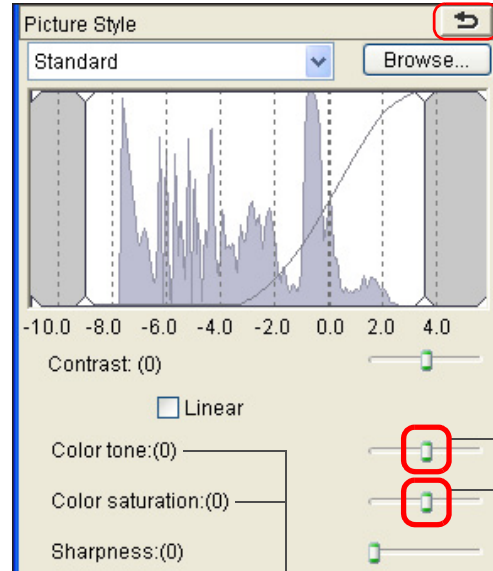 Picture Style
Standard
Browse...
-10.0 -8.0 -6.0 -4.0 -2.0 0.0 2.0 4.0
Contrast: (0)
Linear
Color tone:(0)
Color saturation:(0)
Sharpness:(0)